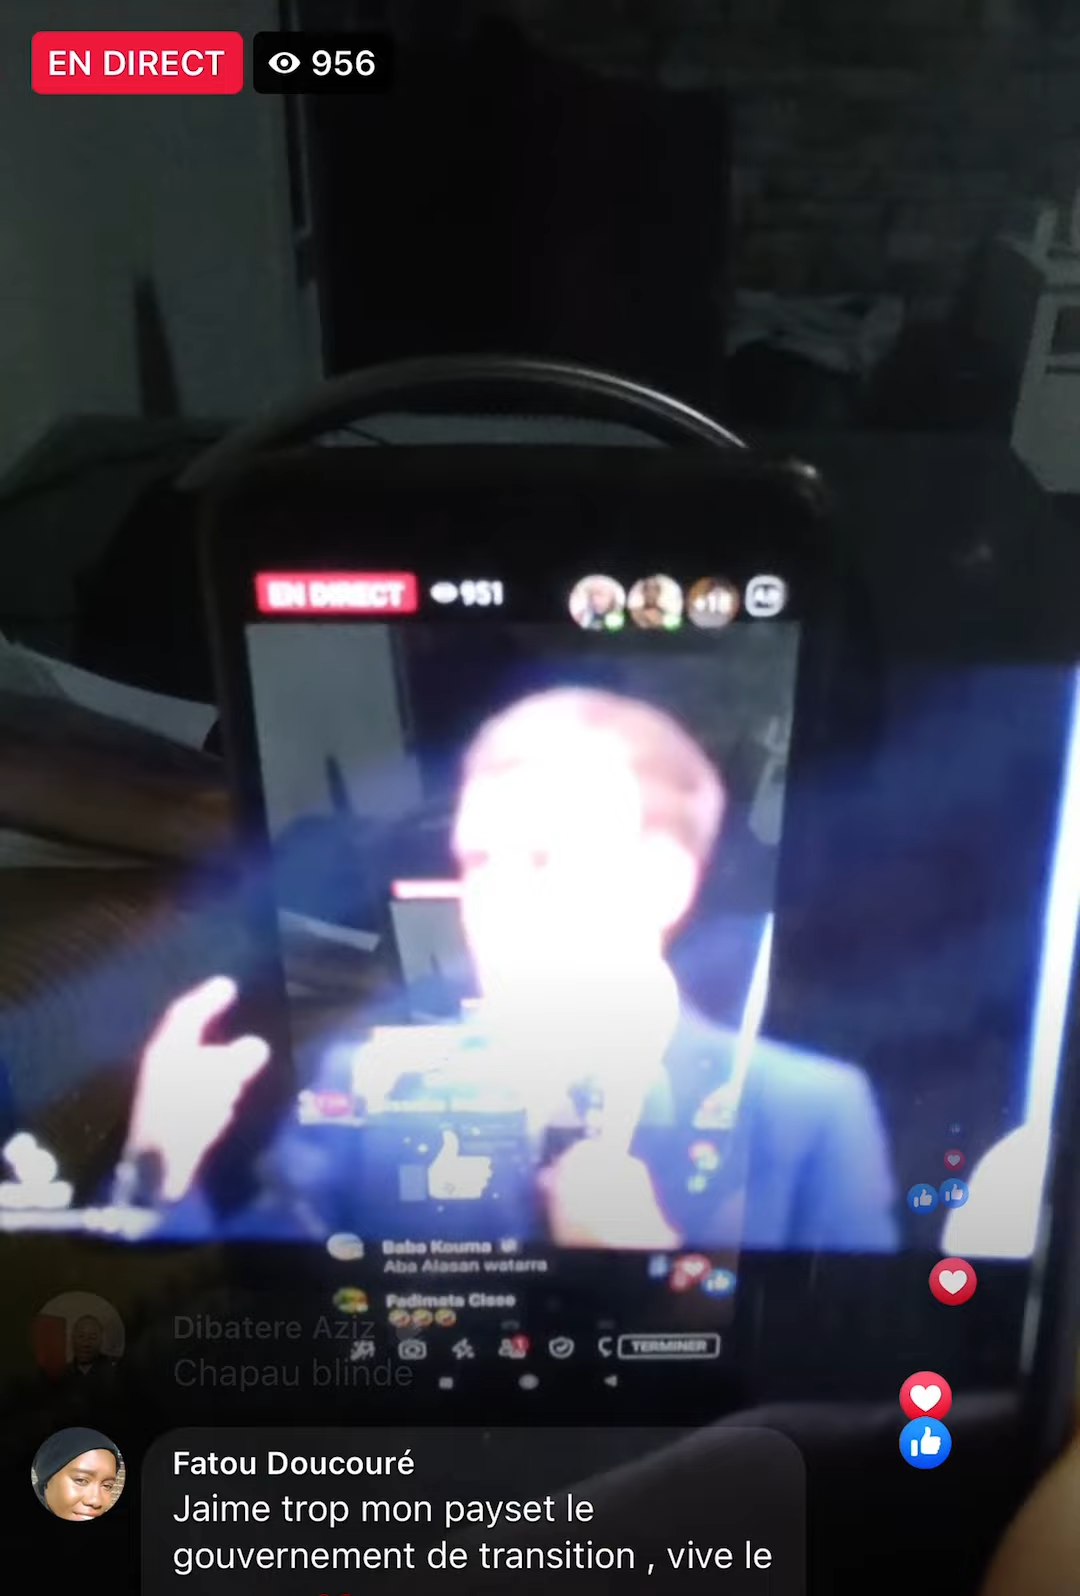 EN DIRECT 956
EN DIRECT 951
+18
Baba Kouma
Aba Alasan watarra
Fadimata Cisse
TERMINER
Dibatere Aziz
Chapau blinde
Fatou Doucouré
Jaime trop mon payset le
gouvernement de transition , vive le